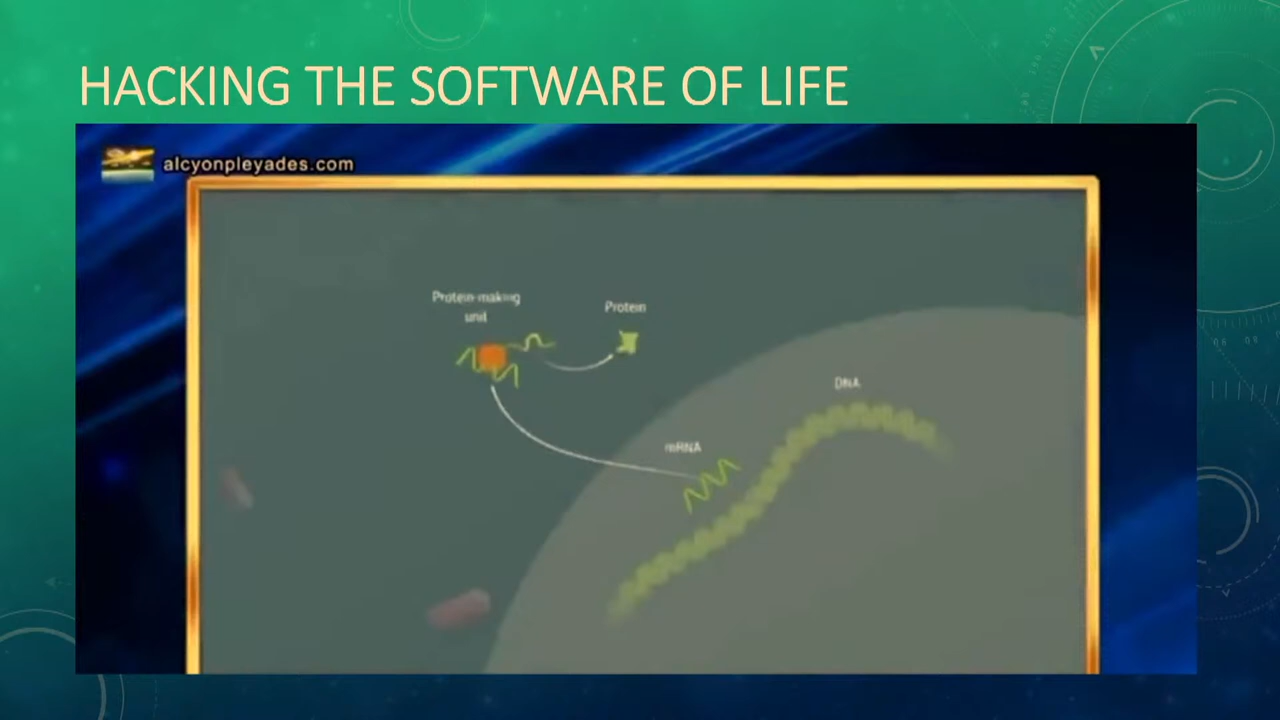 HACKING THE SOFTWARE OF LIFE
alcyonpleyades.com
Protein-making
unit
Protein
DNA
mRNA